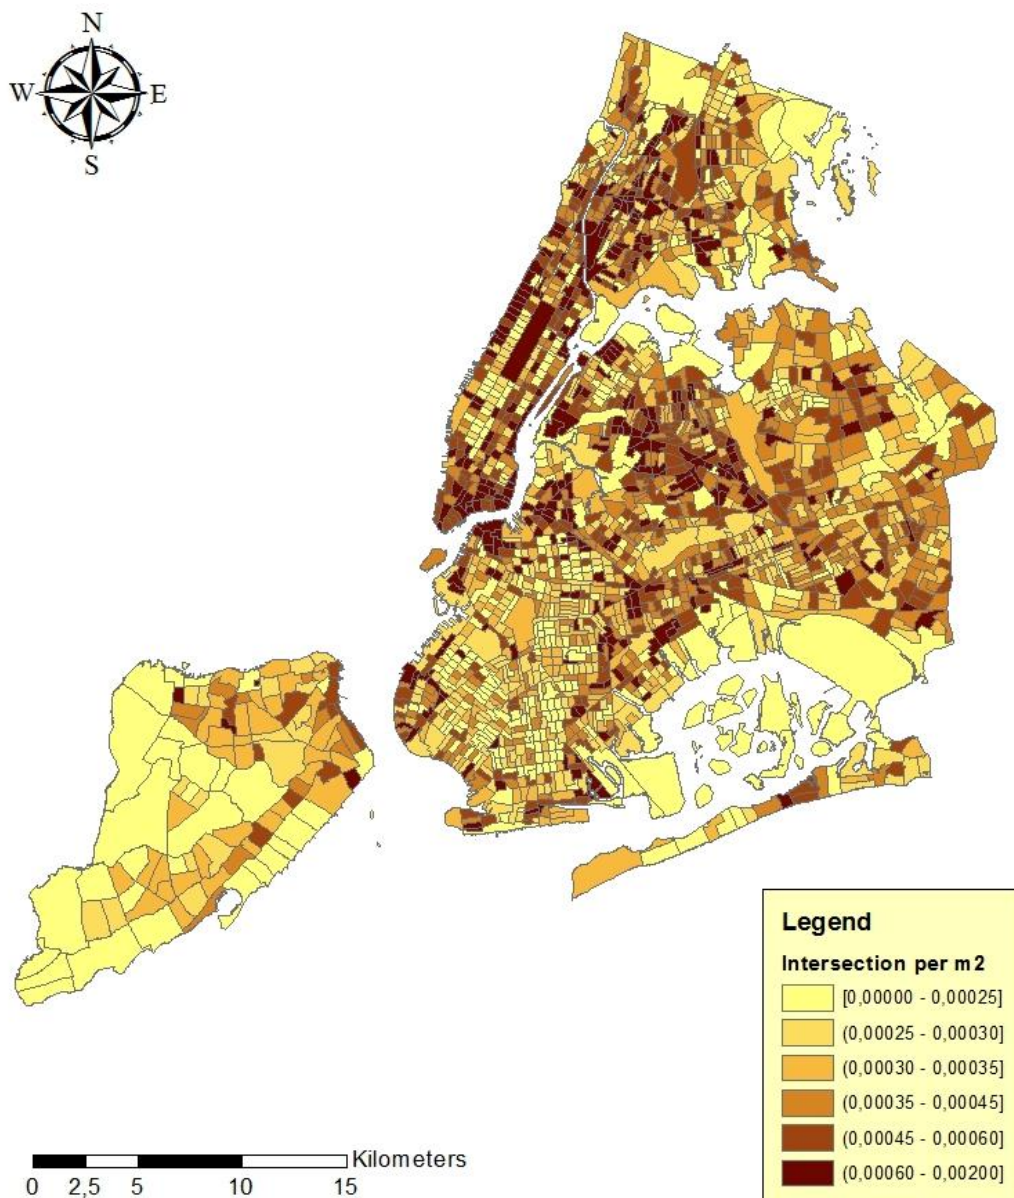 N
W E
S
Legend
Intersection per m2
[0,00000 - 0,00025]
(0,00025 - 0,00030]
(0,00030 - 0,00035]
(0,00035 - 0,00045]
(0,00045 - 0,00060]
(0,00060 - 0,00200]
Kilometers
0 2,5 5 10 15